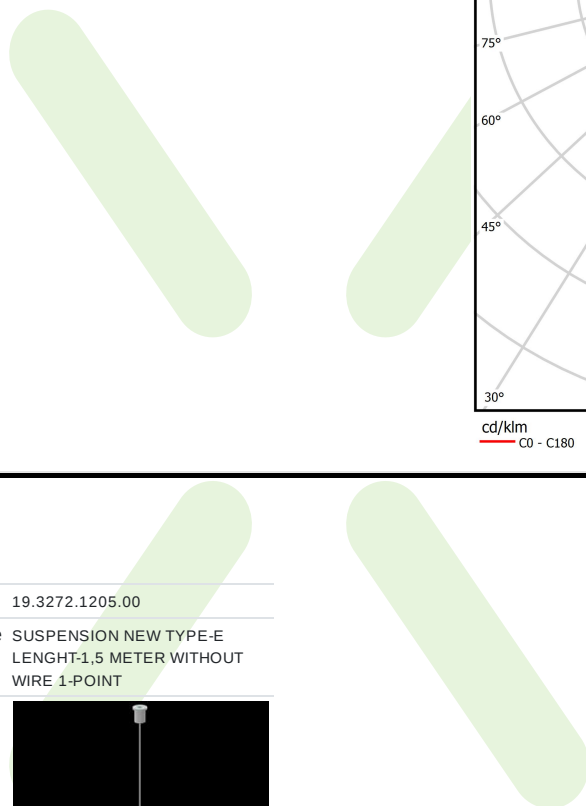 75°
60°
45°
30°
cd/klm
C0 - C180
19.3272.1205.00
e SUSPENSION NEW TYPE-E
LENGHT-1,5 METER WITHOUT
WIRE 1-POINT